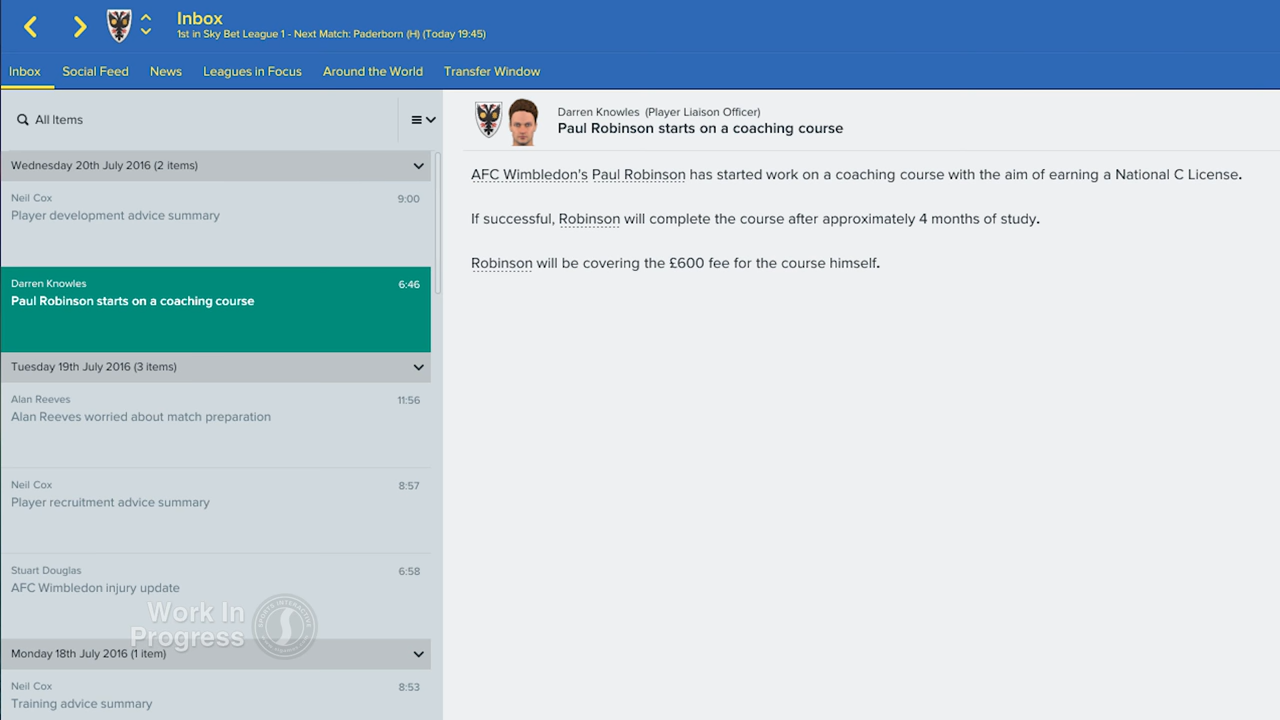 Inbox
1st in Sky Bet League 1 - Next Match: Paderborn (H) (Today 19:45)
Inbox Social Feed News Leagues in Focus Around the World Transfer Window
All Items
Wednesday 20th July 2016 (2 items)
Neil Cox 9:00
Player development advice summary
Darren Knowles 6:46
Paul Robinson starts on a coaching course
Tuesday 19th July 2016 (3 items)
Alan Reeves 11:56
Alan Reeves worried about match preparation
Neil Cox 8:57
Player recruitment advice summary
Stuart Douglas 6:58
AFC Wimbledon injury update
Work In
Progress
SPORTS INTERACTIVE
Monday 18th July 2016 (1 item)
Neil Cox 8:53
Training advice summary
Darren Knowles (Player Liaison Officer)
Paul Robinson starts on a coaching course
AFC Wimbledon's Paul Robinson has started work on a coaching course with the aim of earning a National C License.
If successful, Robinson will complete the course after approximately 4 months of study.
Robinson will be covering the £600 fee for the course himself.